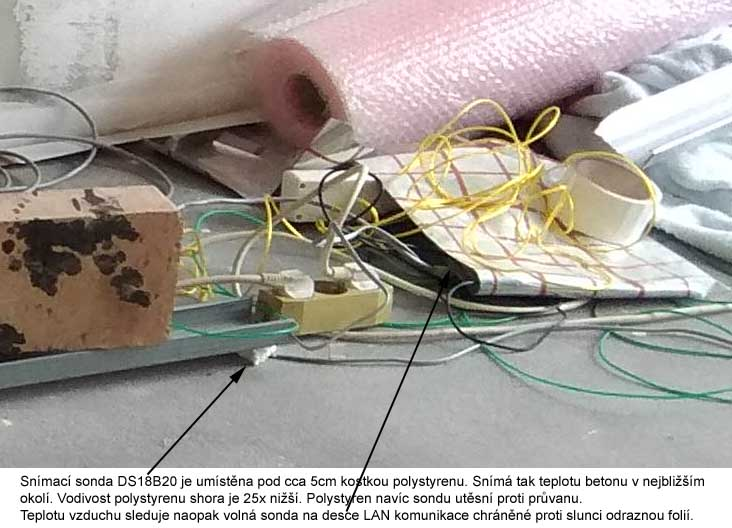 Snímací sonda DS18B20 je umístěna pod cca 5cm kostkou polystyrenu. Snímá tak teplotu betonu v nejbližším
okolí. Vodivost polystyrenu shora je 25x nižší. Polystyren navíc sondu utěsní proti průvanu.
Teplotu vzduchu sleduje naopak volná sonda na desce LAN komunikace chráněné proti slunci odraznou folií.